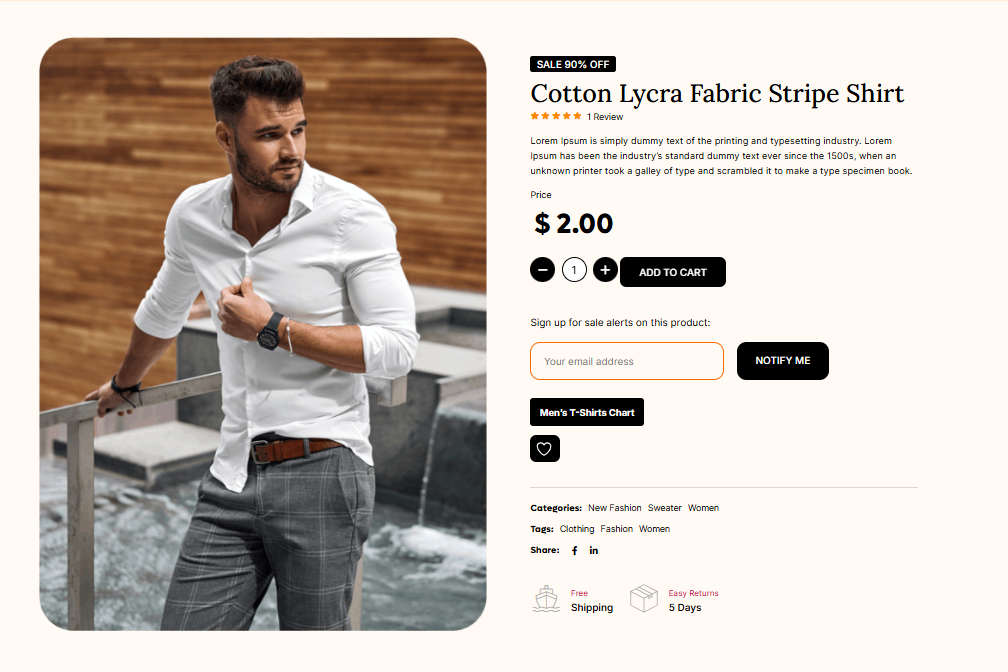 SALE 90% OFF
Cotton Lycra Fabric Stripe Shirt
1 Review
Lorem Ipsum is simply dummy text of the printing and typesetting industry. Lorem
Ipsum has been the industry's standard dummy text ever since the 1500s, when an
unknown printer took a galley of type and scrambled it to make a type specimen book.
Price
$ 2.00
1 ADD TO CART
Sign up for sale alerts on this product:
Your email address NOTIFY ME
Men's T-Shirts Chart
Categories: New Fashion Sweater Women
Tags: Clothing Fashion Women
Share:
Free Easy Returns
Shipping 5 Days